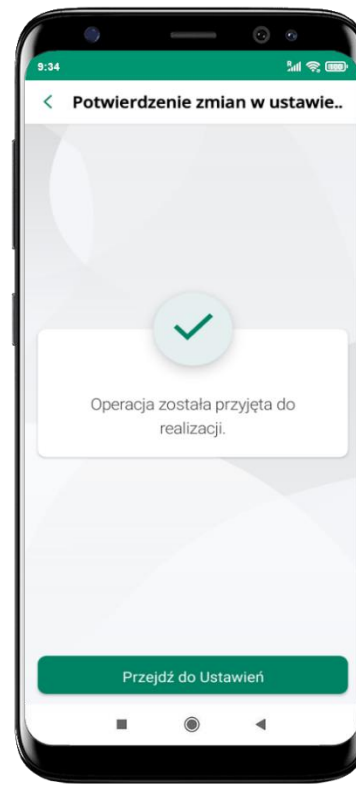 9:34
Potwierdzenie zmian w ustawie..
Operacja została przyjęta do
realizacji.
Przejdź do Ustawień